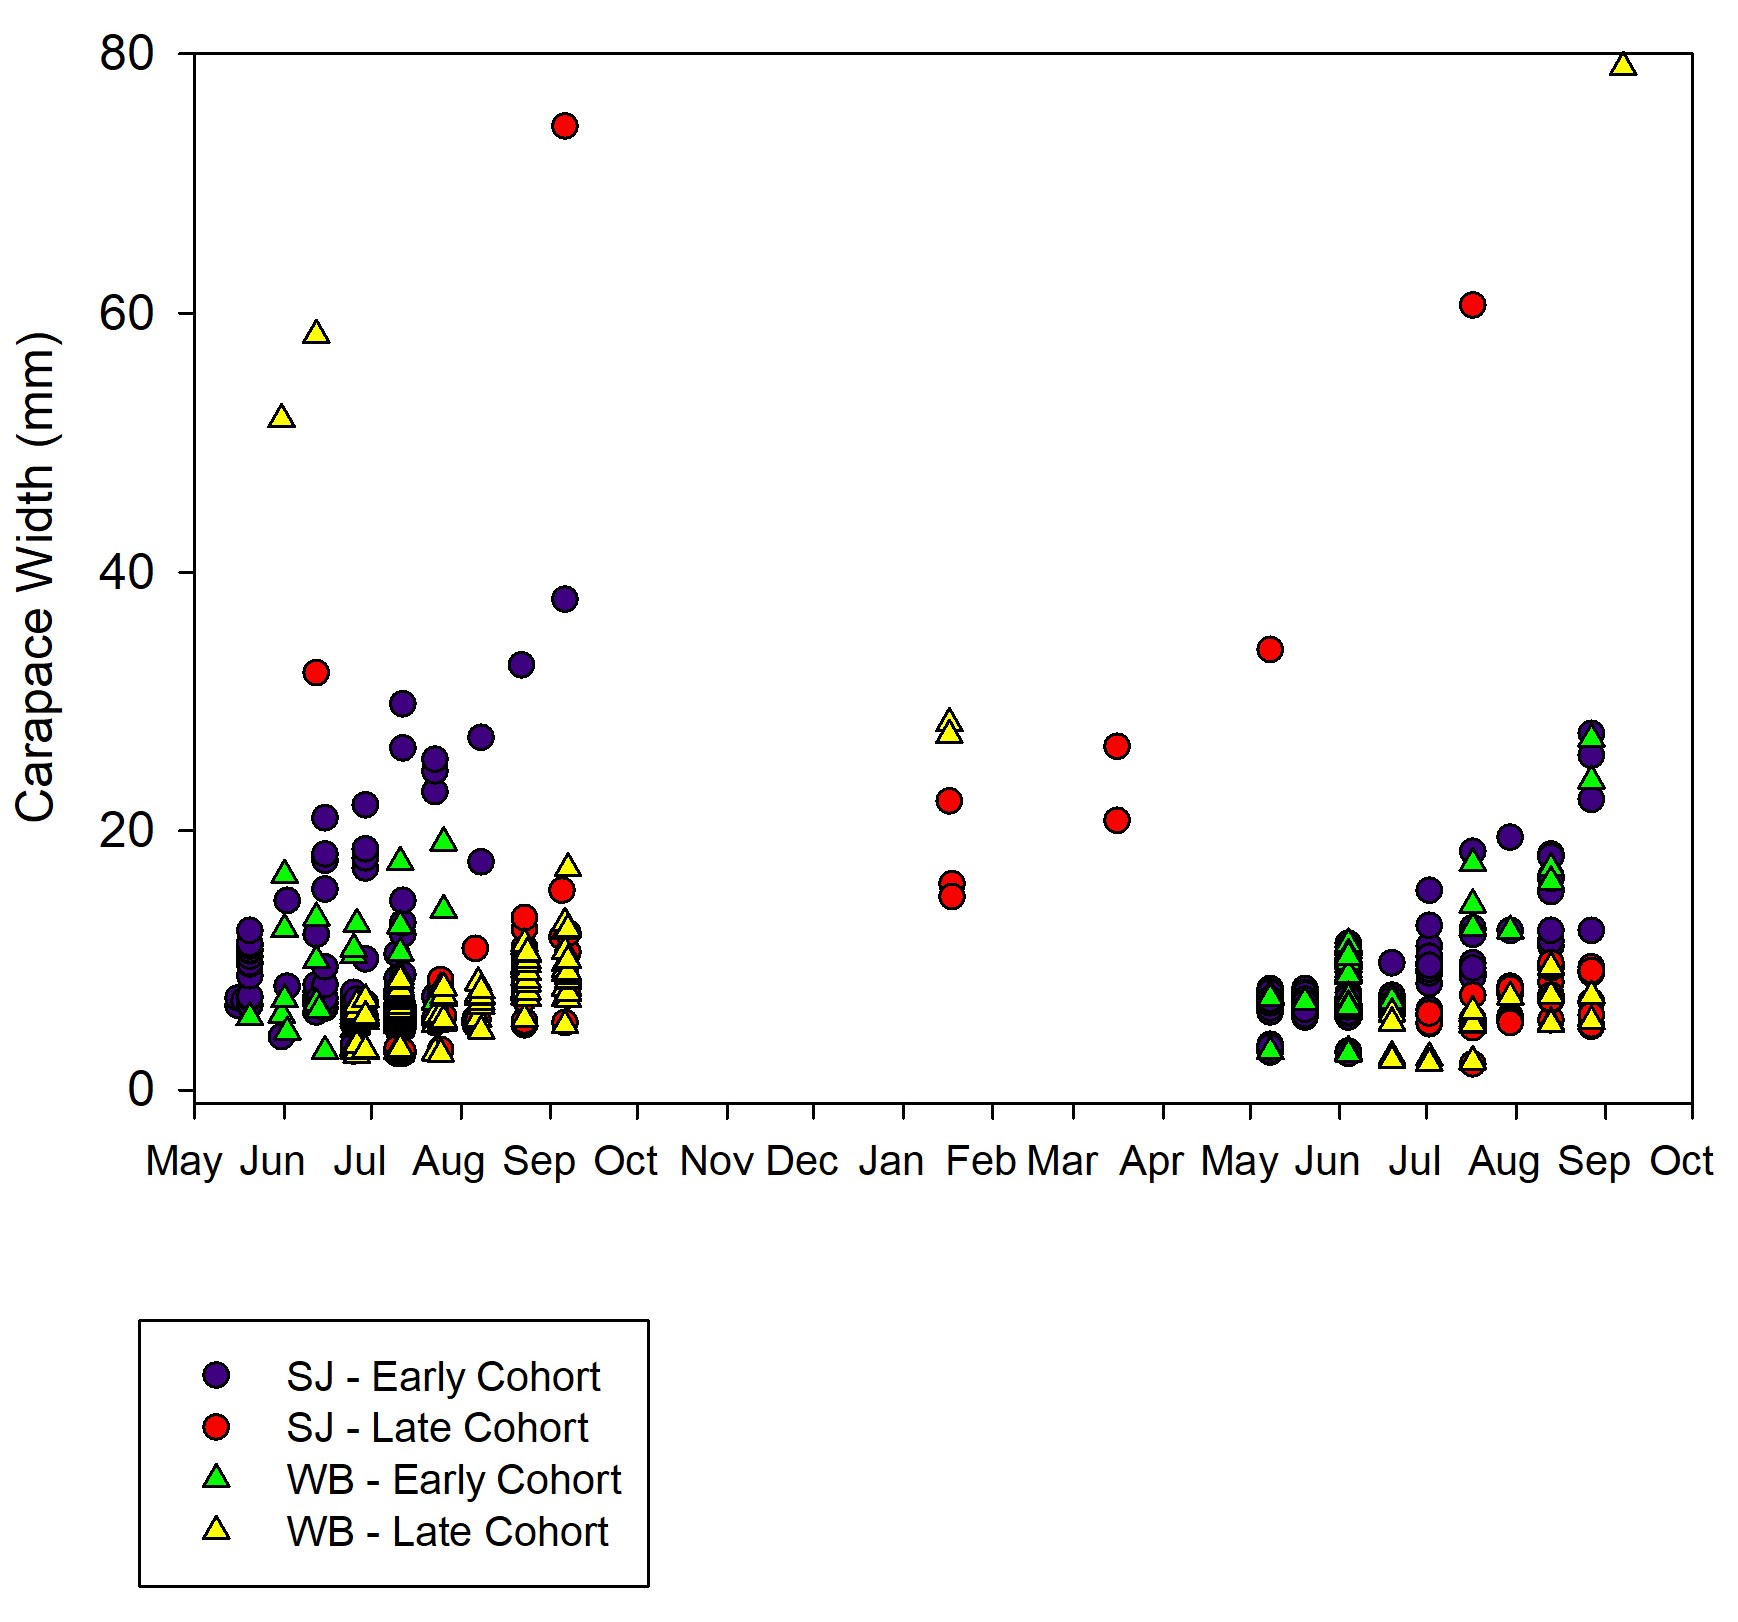 80
60
40
20
0
Carapace Width (mm)
May Jun Jul Aug Sep Oct Nov Dec Jan Feb Mar Apr May Jun Jul Aug Sep Oct
SJ - Early Cohort
SJ - Late Cohort
WB - Early Cohort
WB - Late Cohort